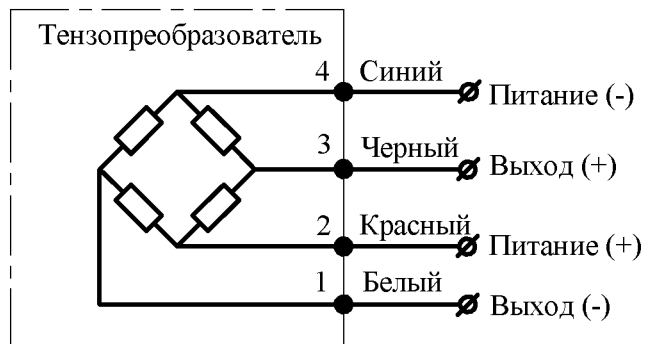 Тензопреобразователь
4 Синий Питание (-)
3 Черный Выход (+)
2 Красный Питание (+)
1 Белый Выход (-)